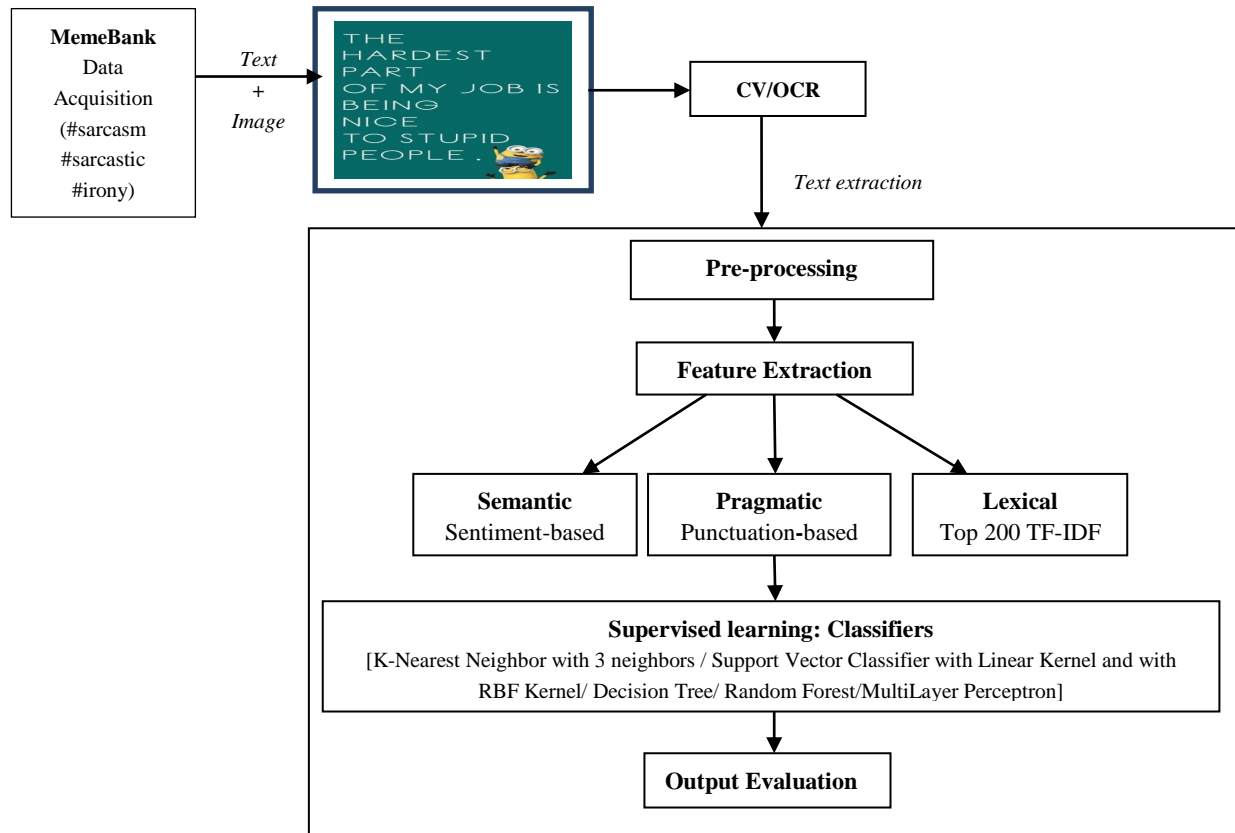 MemeBank
Data
Acquisition
(#sarcasm
#sarcastic
#irony)
Text
+
Image
THE
HARDEST
PART
OF MY JOB IS
BEING
NICE
TO STUPID
PEOPLE .
CV/OCR
Text extraction
Pre-processing
Feature Extraction
Semantic
Sentiment-based
Pragmatic
Punctuation-based
Lexical
Top 200 TF-IDF
Supervised learning: Classifiers
[K-Nearest Neighbor with 3 neighbors / Support Vector Classifier with Linear Kernel and with
RBF Kernel/ Decision Tree/ Random Forest/MultiLayer Perceptron]
Output Evaluation